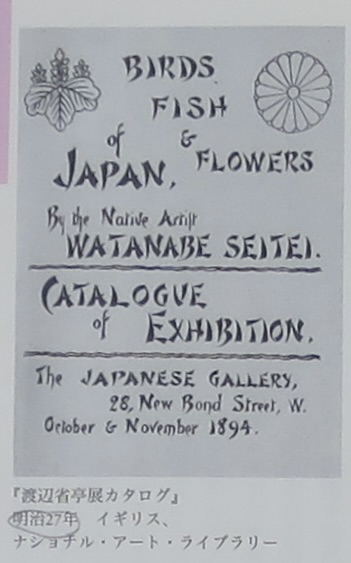 BIRDS
FISH
of & FLOWERS
JAPAN,
By the Native Artist
WATANABE SEITEI.
CATALOGUE
of EXHIBITION.
The JAPANESE GALLERY,
28, New Bond Street, W.
October & November 1894.
『渡辺省亭展カタログ』
明治27年　イギリス、
ナショナル・アート・ライブラリー